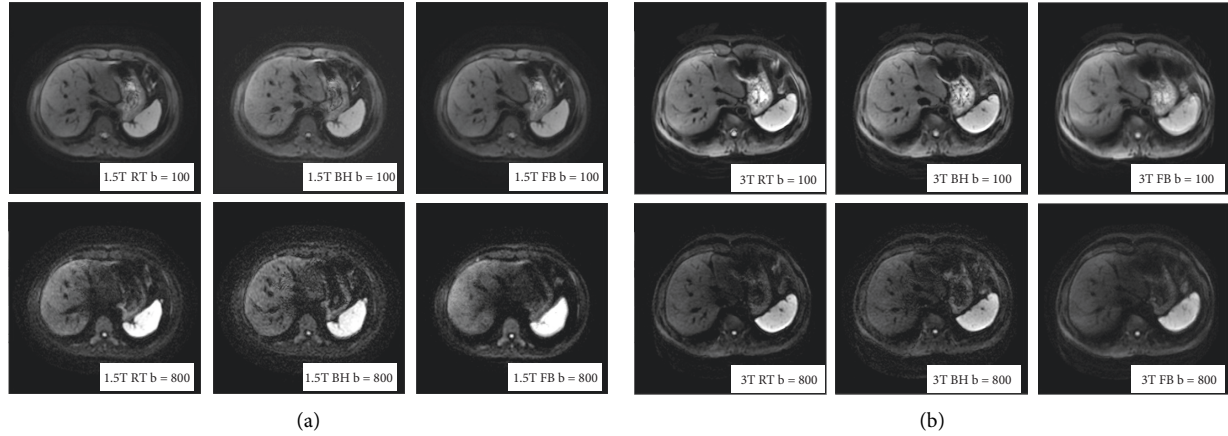 1.5T RT b = 100
1.5T BH b = 100
1.5T FB b = 100
3T RT b = 100
3T BH b = 100
3T FB b = 100
1.5T RT b = 800
1.5T BH b = 800
1.5T FB b = 800
3T RT b = 800
3T BH b = 800
3T FB b = 800
(a)
(b)